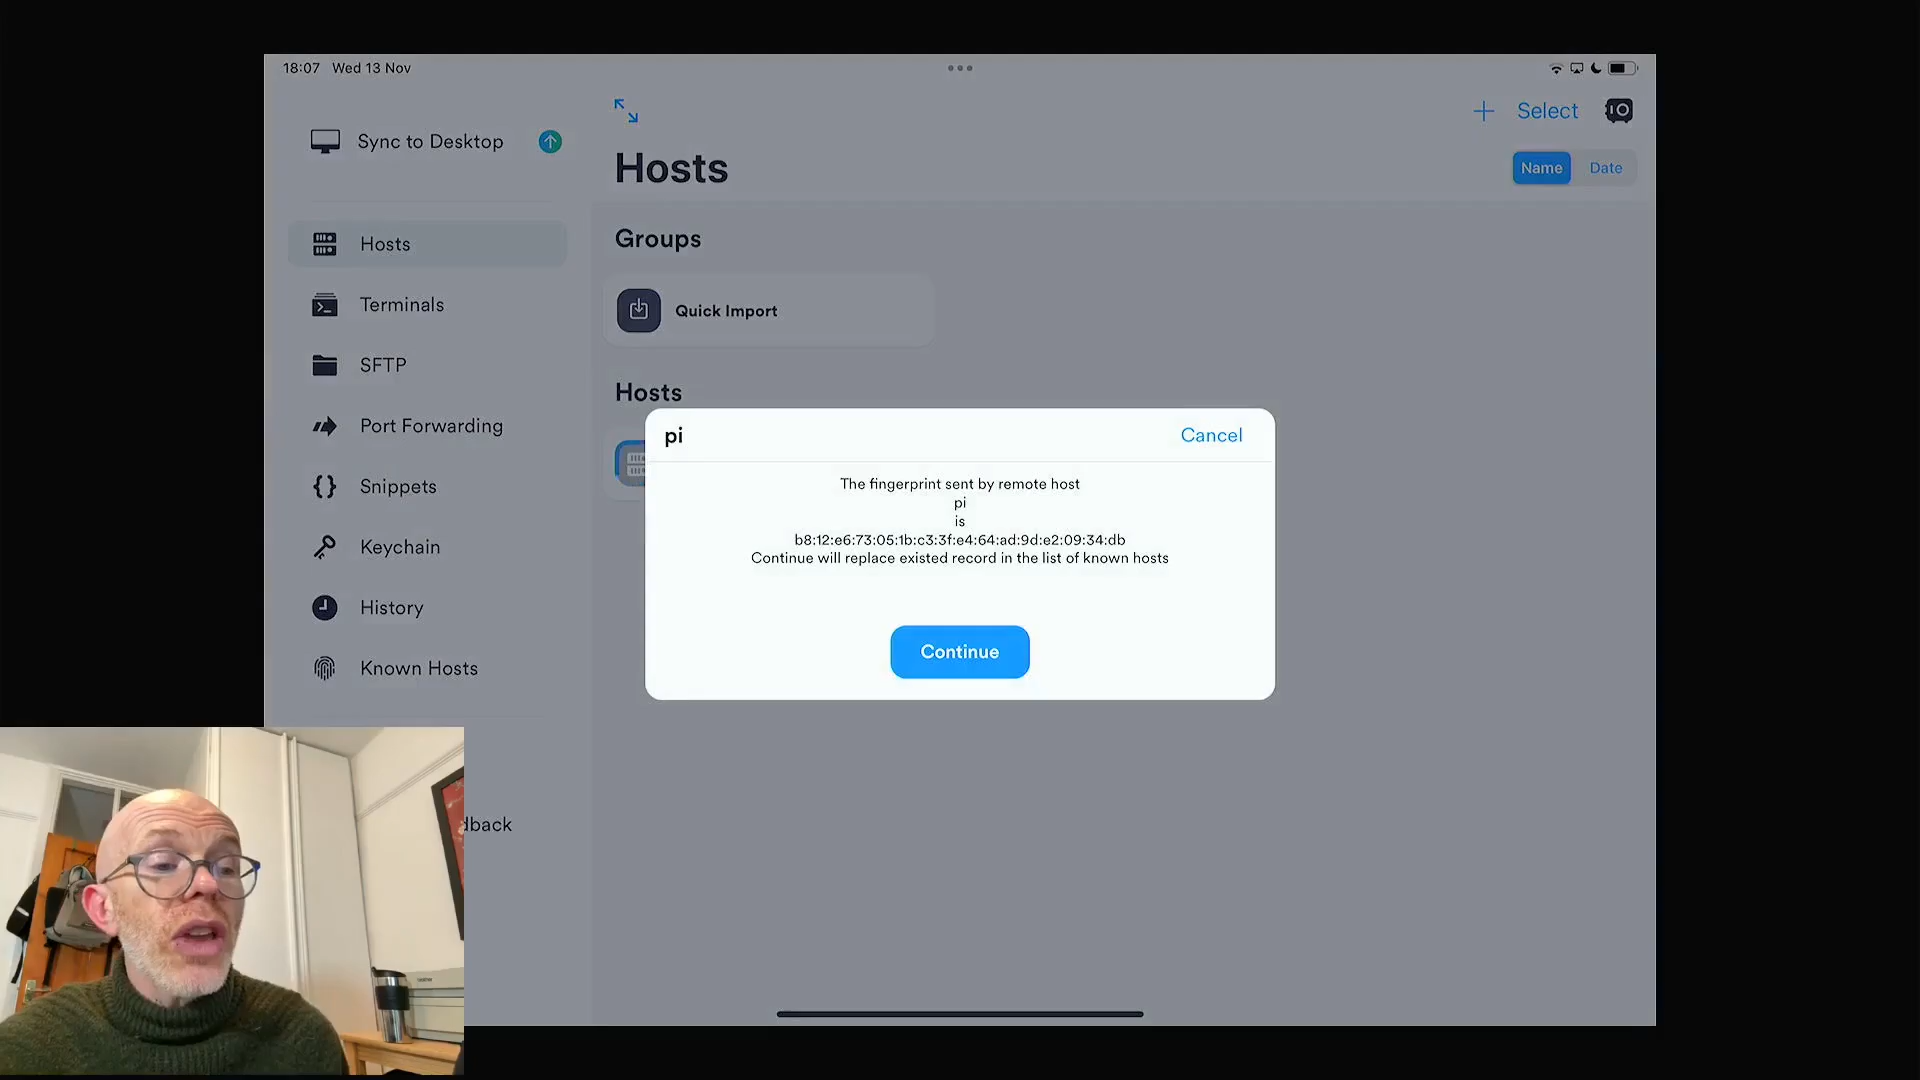 18:07 Wed 13 Nov
Sync to Desktop
Select
Hosts
Name
Date
Hosts
Terminals
SFTP
Port Forwarding
Snippets
Keychain
History
Known Hosts
dback
Groups
Quick Import
Hosts
pi
Cancel
The fingerprint sent by remote host
pi
is
b8:12:e6:73:05:1b:c3:3f:e4:64:ad:9d:e2:09:34:db
Continue will replace existed record in the list of known hosts
Continue